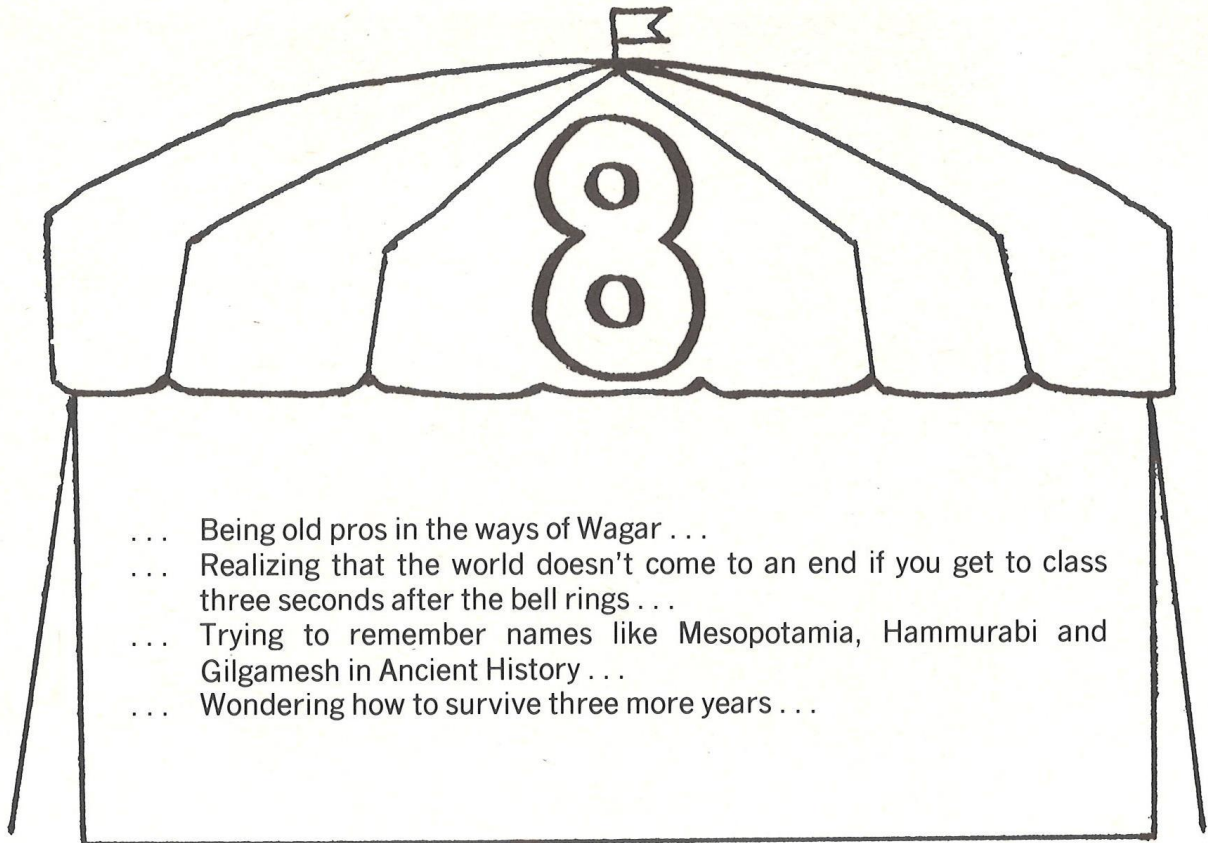 8
... Being old pros in the ways of Wagar ...
... Realizing that the world doesn't come to an end if you get to class
three seconds after the bell rings ...
... Trying to remember names like Mesopotamia, Hammurabi and
Gilgamesh in Ancient History ...
... Wondering how to survive three more years ...